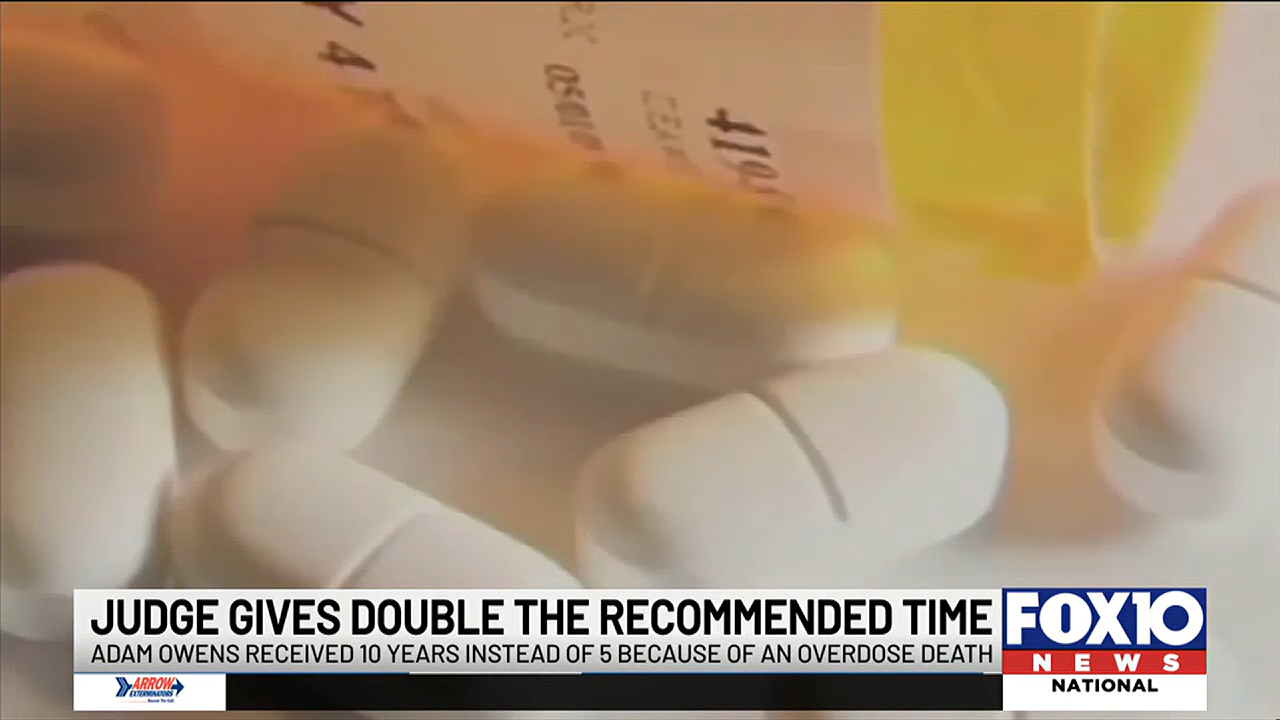 JUDGE GIVES DOUBLE THE RECOMMENDED TIME
ADAM OWENS RECEIVED 10 YEARS INSTEAD OF 5 BECAUSE OF AN OVERDOSE DEATH
FOX10
NEWS
NATIONAL
ARROW
EXTERMINATORS